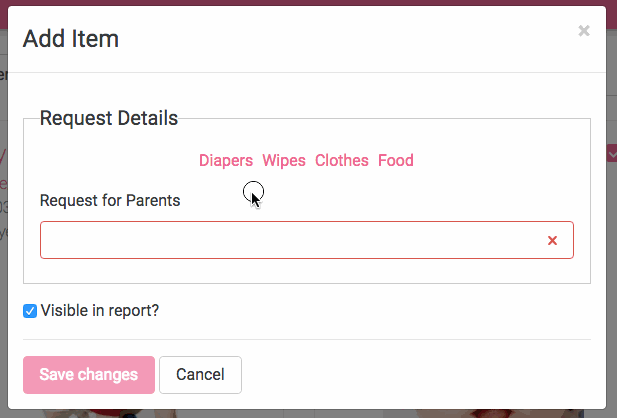 Add Item
×
Request Details
Diapers Wipes Clothes Food
Request for Parents
Visible in report?
Save changes Cancel